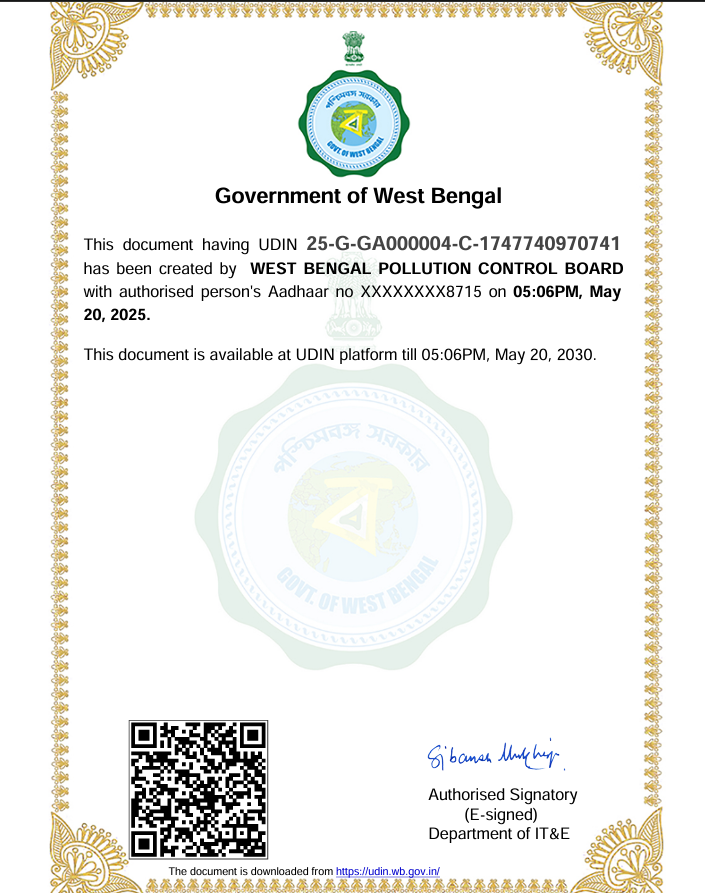 পশ্চিমবঙ্গ সরকার
GOVT. OF WEST BENGAL
Government of West Bengal
This document having UDIN 25-G-GA000004-C-1747740970741
has been created by WEST BENGAL POLLUTION CONTROL BOARD
with authorised person's Aadhaar no XXXXXXXX8715 on 05:06PM, May
20, 2025.
This document is available at UDIN platform till 05:06PM, May 20, 2030.
পশ্চিমবঙ্গ সরকার
GOVT. OF WEST BENGAL
Authorised Signatory
(E-signed)
Department of IT&E
The document is downloaded from https://udin.wb.gov.in/